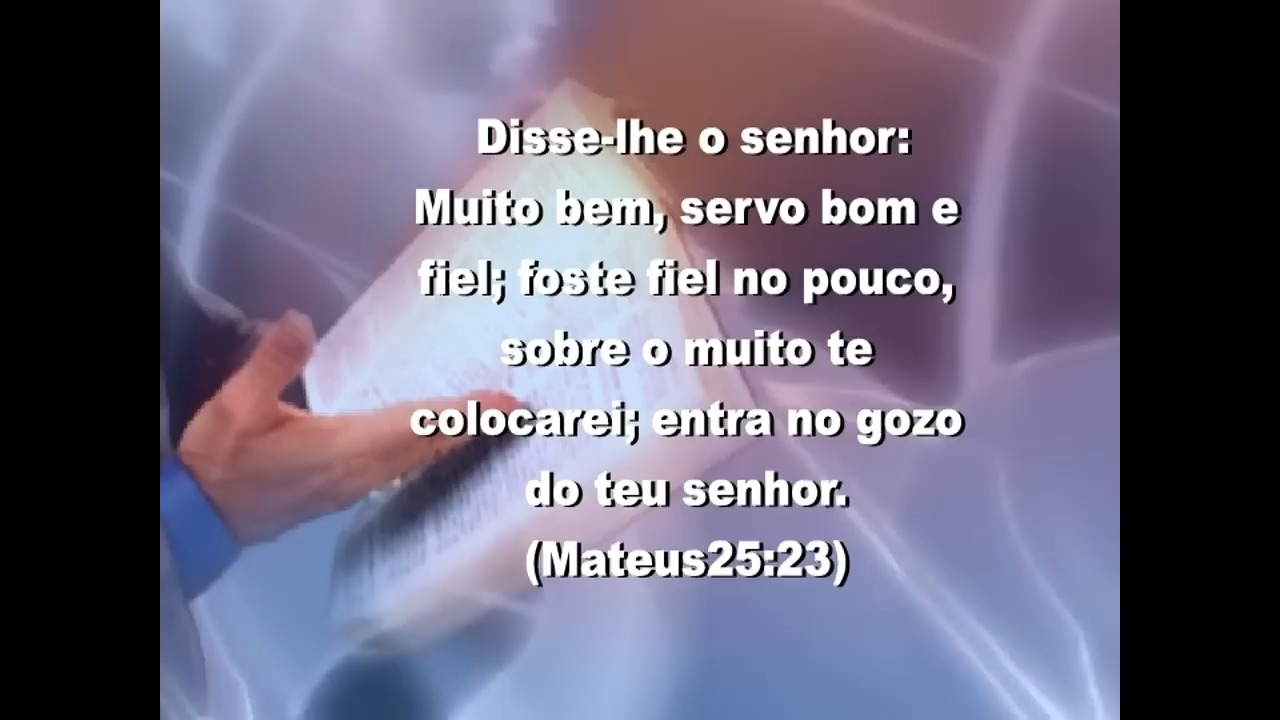 Disse-lhe o senhor:
Muito bem, servo bom e
fiel; foste fiel no pouco,
sobre o muito te
colocarei; entra no gozo
do teu senhor.
(Mateus25:23)